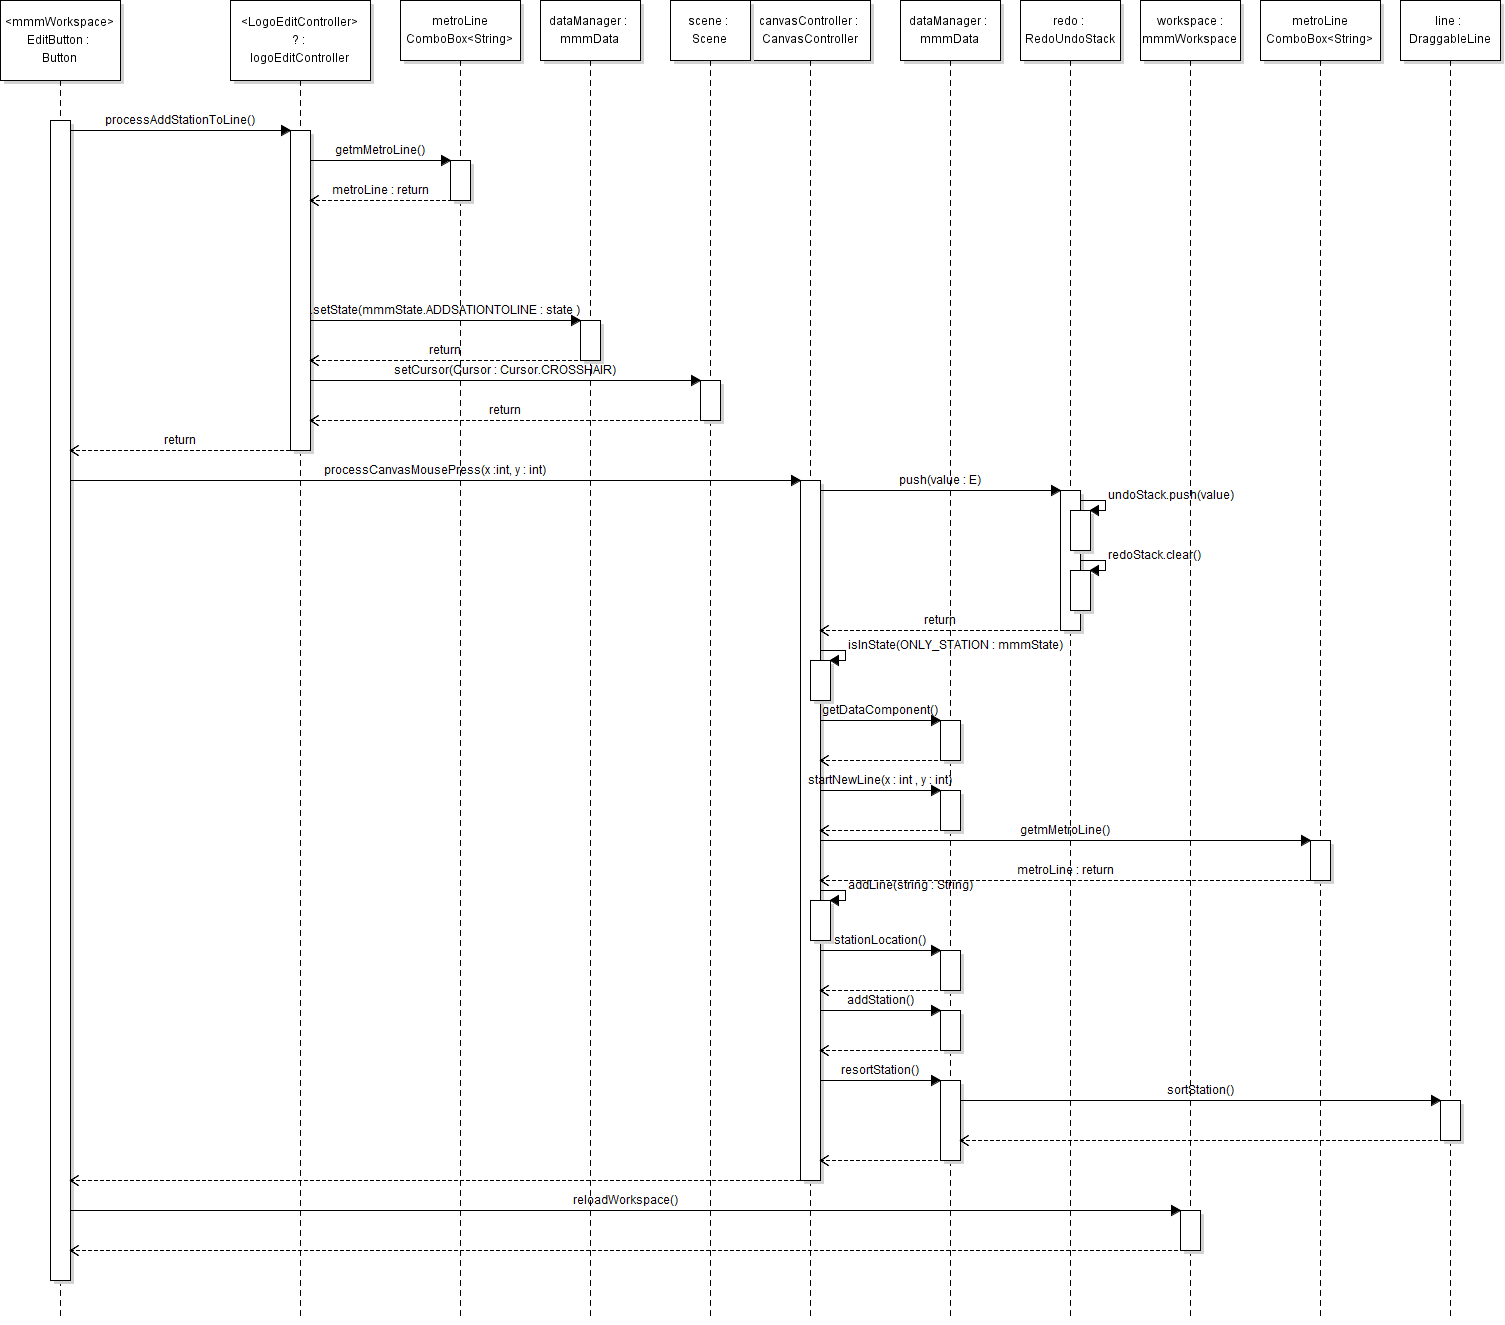 <mmmWorkspace>
EditButton :
Button
<LogoEditController>
? :
logoEditController
metroLine
ComboBox<String>
dataManager :
mmmData
scene :
Scene
canvasController :
CanvasController
dataManager :
mmmData
redo :
RedoUndoStack
workspace :
mmmWorkspace
metroLine
ComboBox<String>
line :
DraggableLine
processAddStationToLine()
getmMetroLine()
metroLine : return
.setState(mmmState.ADDSATIONTOLINE : state )
return
setCursor(Cursor : Cursor.CROSSHAIR)
return
return
processCanvasMousePress(x :int, y : int)
push(value : E)
undoStack.push(value)
redoStack.clear()
return
isInState(ONLY_STATION : mmmState)
getDataComponent()
startNewLine(x : int , y : int)
getmMetroLine()
metroLine : return
addLine(string : String)
stationLocation()
addStation()
resortStation()
sortStation()
reloadWorkspace()